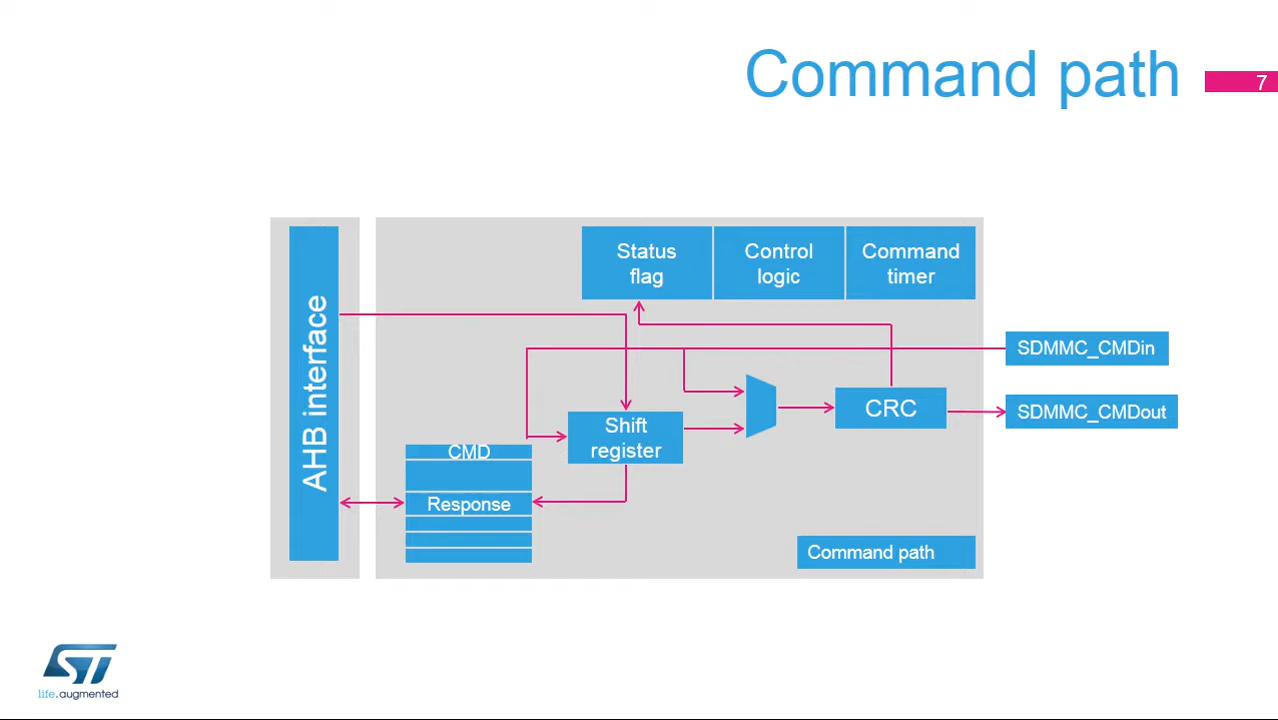 Command path
7
Status
flag
Control
logic
Command
timer
AHB interface
SDMMC_CMDin
SDMMC_CMDout
CRC
Shift
register
CMD
Response
Command path
ST
life.augmented